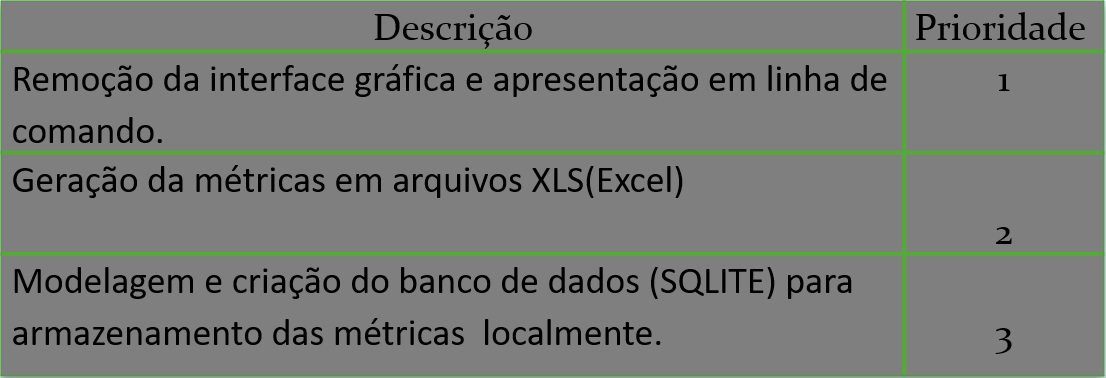 Descrição Prioridade
Remoção da interface gráfica e apresentação em linha de 1
comando.
Geração da métricas em arquivos XLS(Excel)
2
Modelagem e criação do banco de dados (SQLITE) para
armazenamento das métricas  localmente. 3